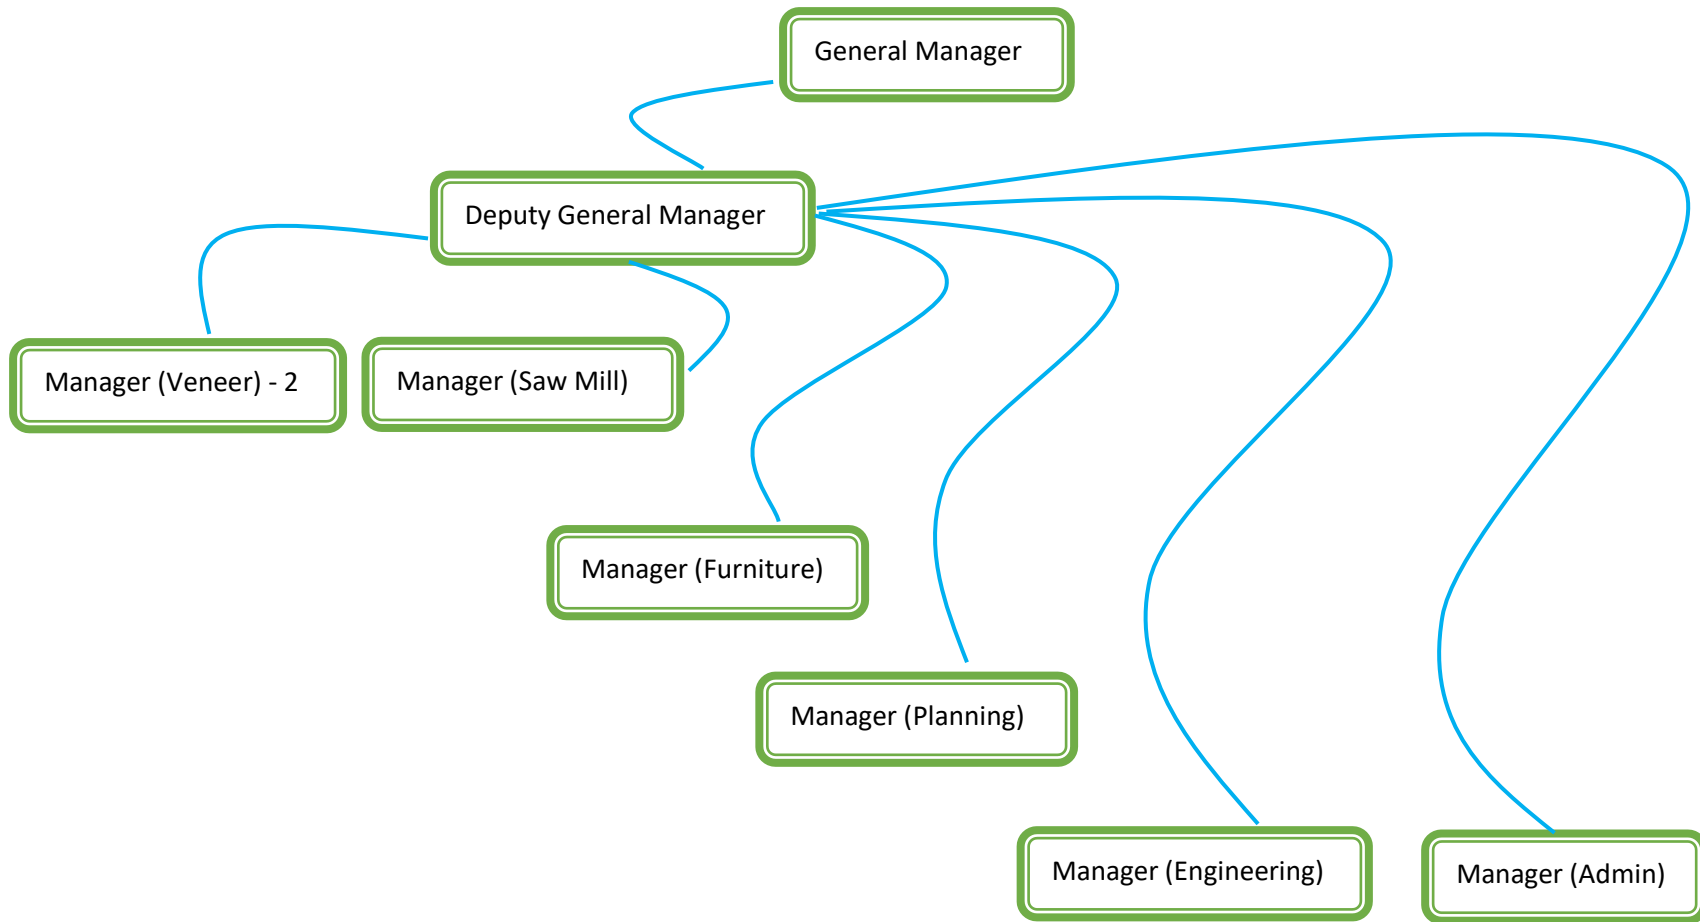 General Manager
Deputy General Manager
Manager (Veneer) - 2
Manager (Saw Mill)
Manager (Furniture)
Manager (Planning)
Manager (Engineering)
Manager (Admin)